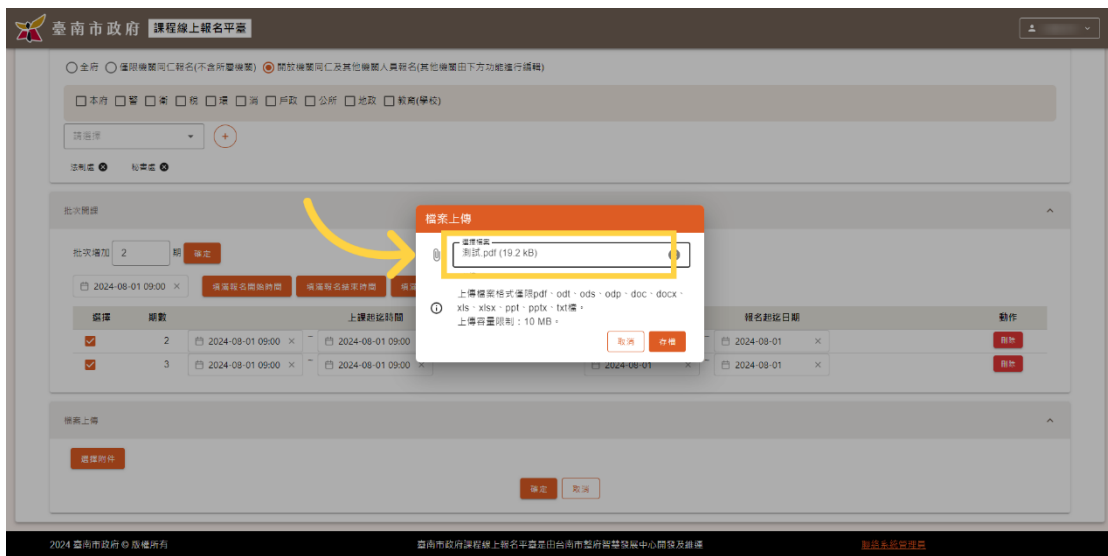 臺南市政府 課程線上報名平臺
全府 僅限機關同仁報名(不含所屬機關) 開放機關同仁及其他機關人員報名(其他機關由下方功能進行編輯)
本府 警 衛 稅 環 消 戶政 公所 地政 教育(學校)
請選擇
法制處 秘書處
批次開課
批次增加 2 期 確定
2024-08-01 09:00 填滿報名開始時間 填滿報名結束時間 填滿
選擇 期數 上課起訖時間 報名起訖日期 動作
2 2024-08-01 09:00 ~ 2024-08-01 09:00 ~ 2024-08-01 刪除
3 2024-08-01 09:00 ~ 2024-08-01 09:00 2024-08-01 ~ 2024-08-01 刪除
檔案上傳
選擇檔案
測試.pdf (19.2 kB)
上傳檔案格式僅限pdf、odt、ods、odp、doc、docx、
xls、xlsx、ppt、pptx、txt檔。
上傳容量限制：10 MB。
取消 存檔
檔案上傳
選擇附件
確定 取消
2024 臺南市政府 © 版權所有 臺南市政府課程線上報名平臺是由台南市政府智慧發展中心開發及維護 聯絡系統管理員